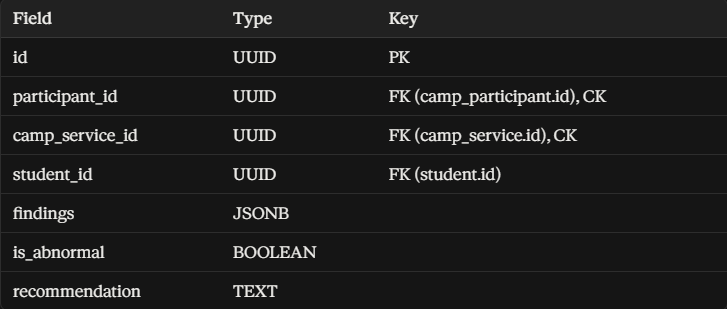 Field Type Key
id UUID PK
participant_id UUID FK (camp_participant.id), CK
camp_service_id UUID FK (camp_service.id), CK
student_id UUID FK (student.id)
findings JSONB
is_abnormal BOOLEAN
recommendation TEXT